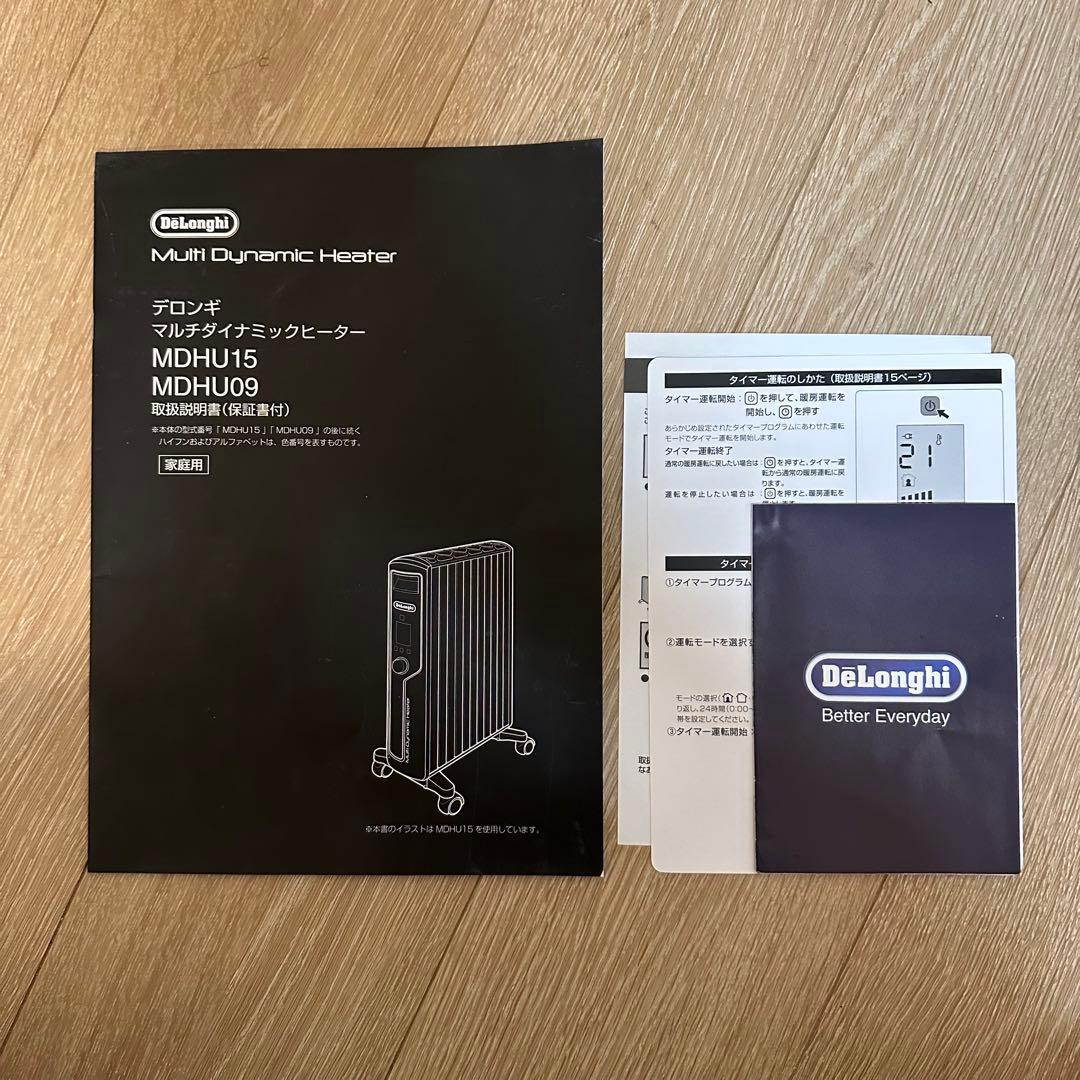 DēLonghi
Multi Dynamic Heater
デロンギ
マルチダイナミックヒーター
MDHU15
MDHU09
取扱説明書(保証書付)
※本体の型式番号「MDHU15」「MDHU09」の後に続く
ハイフンおよびアルファベットは、色番号を表すものです。
家庭用
DēLonghi
Multi Dynamic Heater
※本書のイラストは MDHU15 を使用しています。
タイマー運転のしかた(取扱説明書15ページ)
タイマー運転開始:を押して、暖房運転を
開始し、を押す
あらかじめ設定されたタイマープログラムにあわせた運転
モードでタイマー運転を開始します。
タイマー運転終了
通常の暖房運転に戻したい場合は:を押すと、タイマー運
転から通常の暖房運転に戻
ります。
運転を停止したい場合は:を押すと、暖房運転を
21
タイマ
①タイマープログラム
②運転モードを選択す
モードの選択(
り返し、24時間(0:00~
帯を設定してください。
③タイマー運転開始:
取扱
なお
DēLonghi
Better Everyday